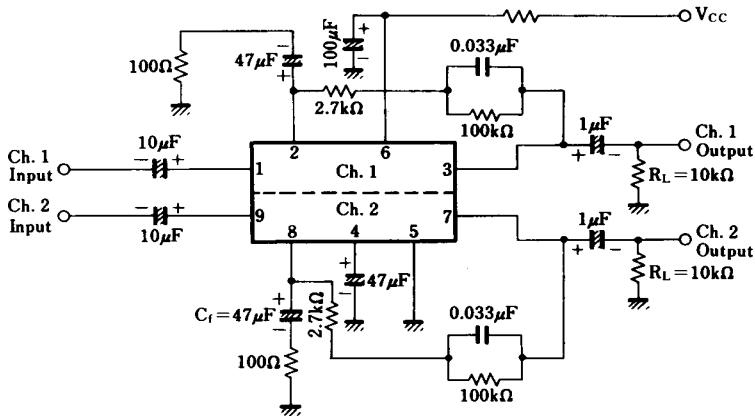 VCC
100μF
0.033μF
47μF
100Ω
2.7kΩ
100kΩ
1μF
Ch. 1
Output
10μF
2
6
Ch. 1
Input
1
Ch. 1
3
RL=10kΩ
Ch. 2
Input
9
Ch. 2
7
1μF
Ch. 2
Output
10μF
8
4
5
47μF
RL=10kΩ
Cf=47μF
2.7kΩ
0.033μF
100Ω
100kΩ